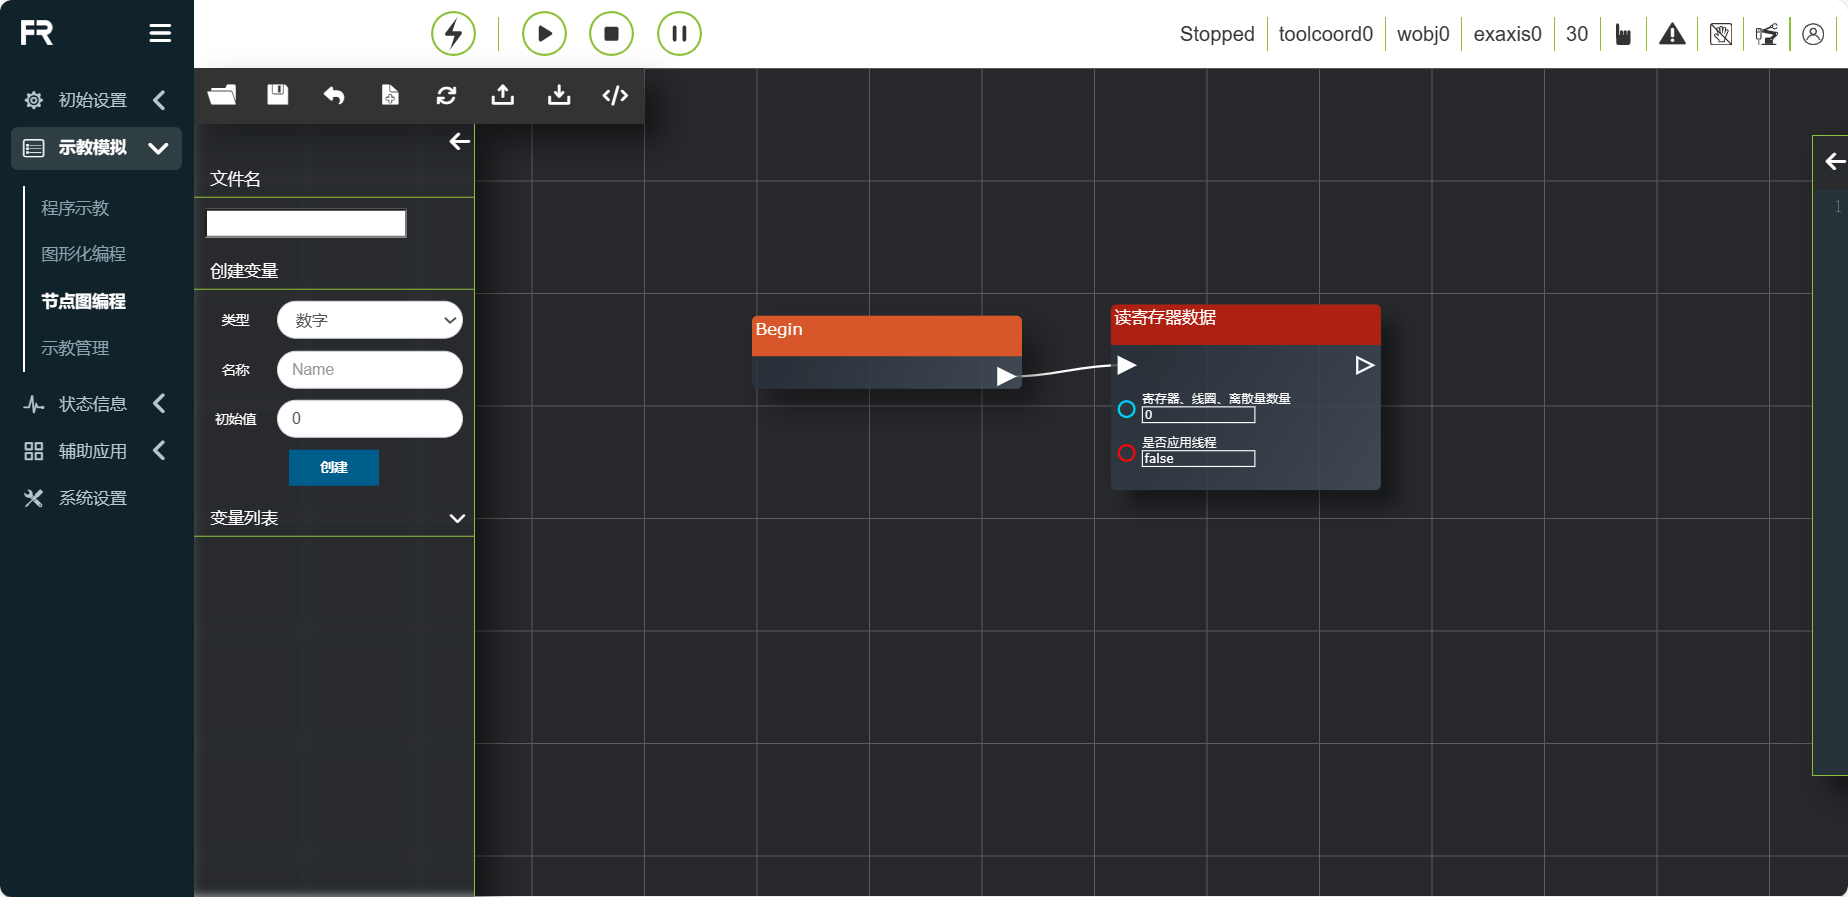 FR
Stopped
toolcoord0
wobj0
exaxis0
30
初始设置
示教模拟
程序示教
图形化编程
节点图编程
示教管理
状态信息
辅助应用
系统设置
文件名
创建变量
类型
数字
名称
Name
初始值
0
创建
变量列表
Begin
读寄存器数据
寄存器、线圈、离散量数量
0
是否应用线程
false
1